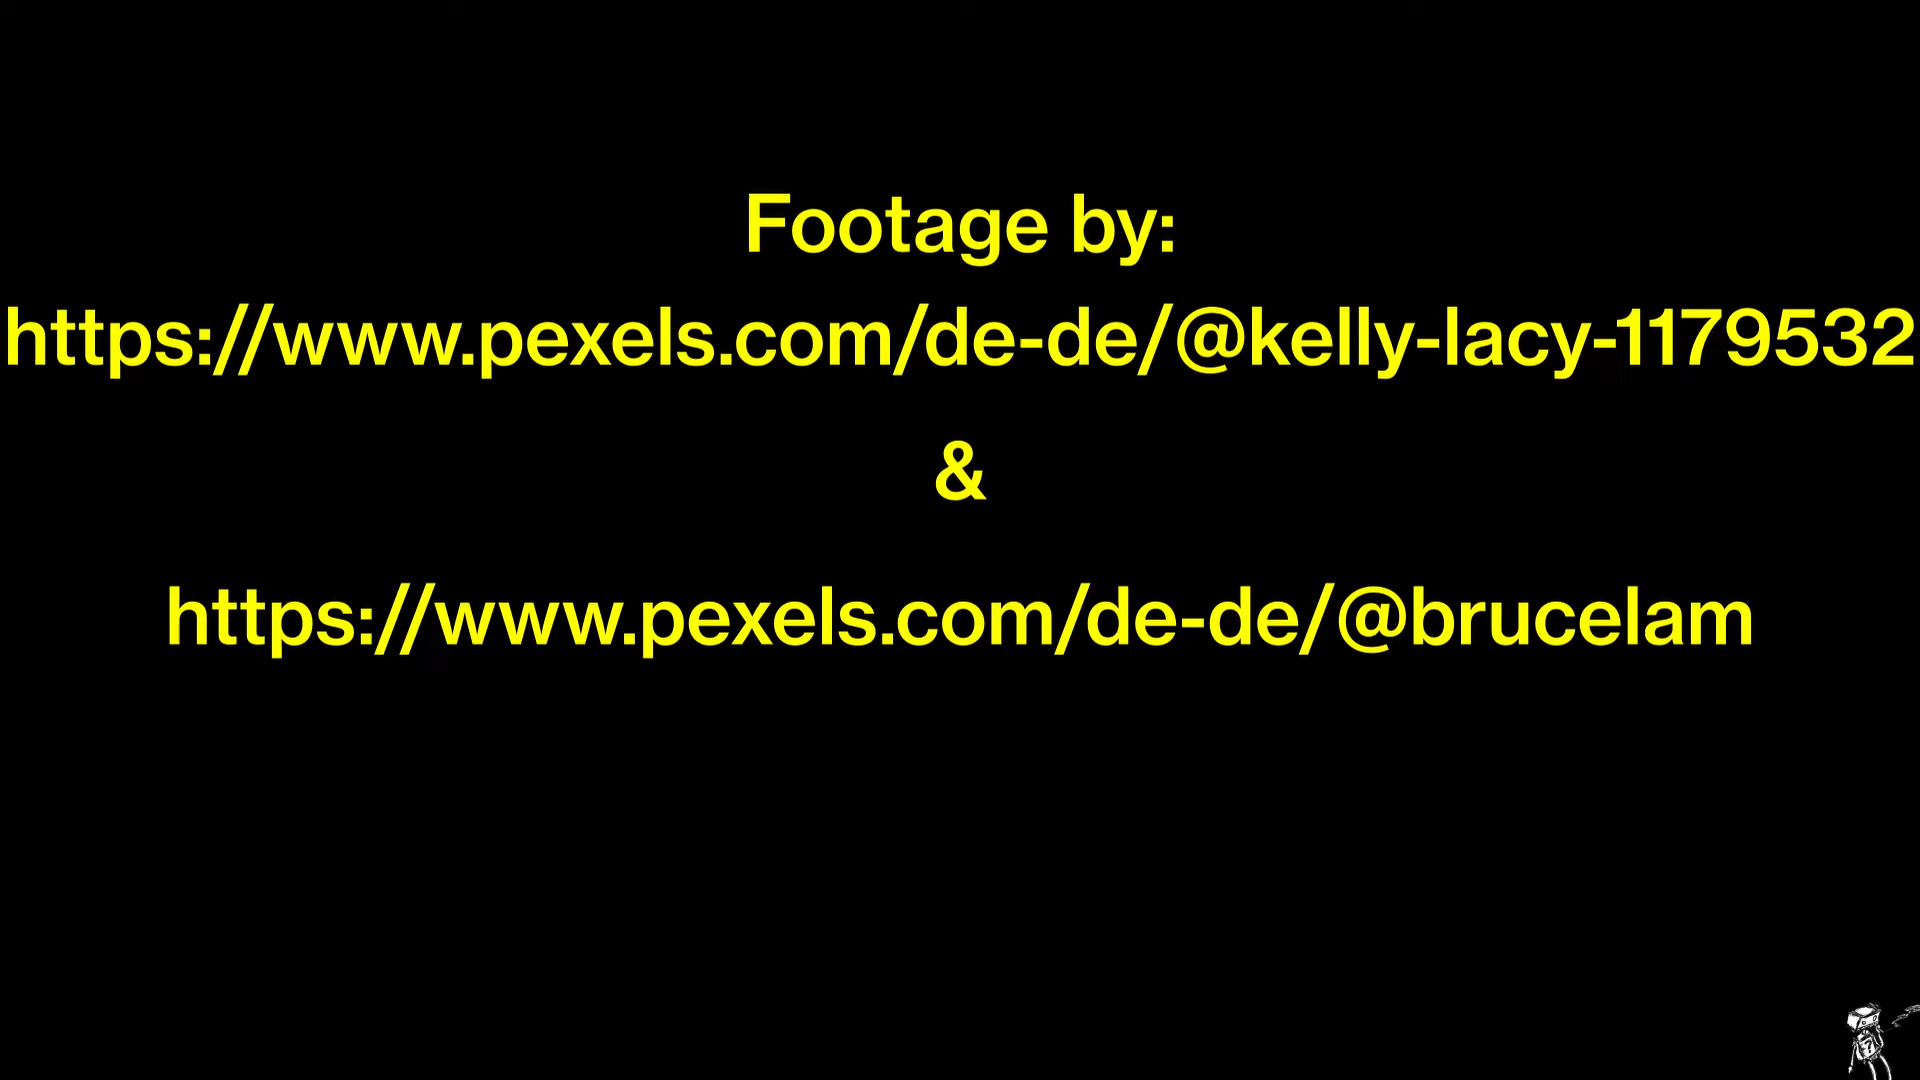 Footage by:
https://www.pexels.com/de-de/@kelly-lacy-1179532
&
https://www.pexels.com/de-de/@brucelam